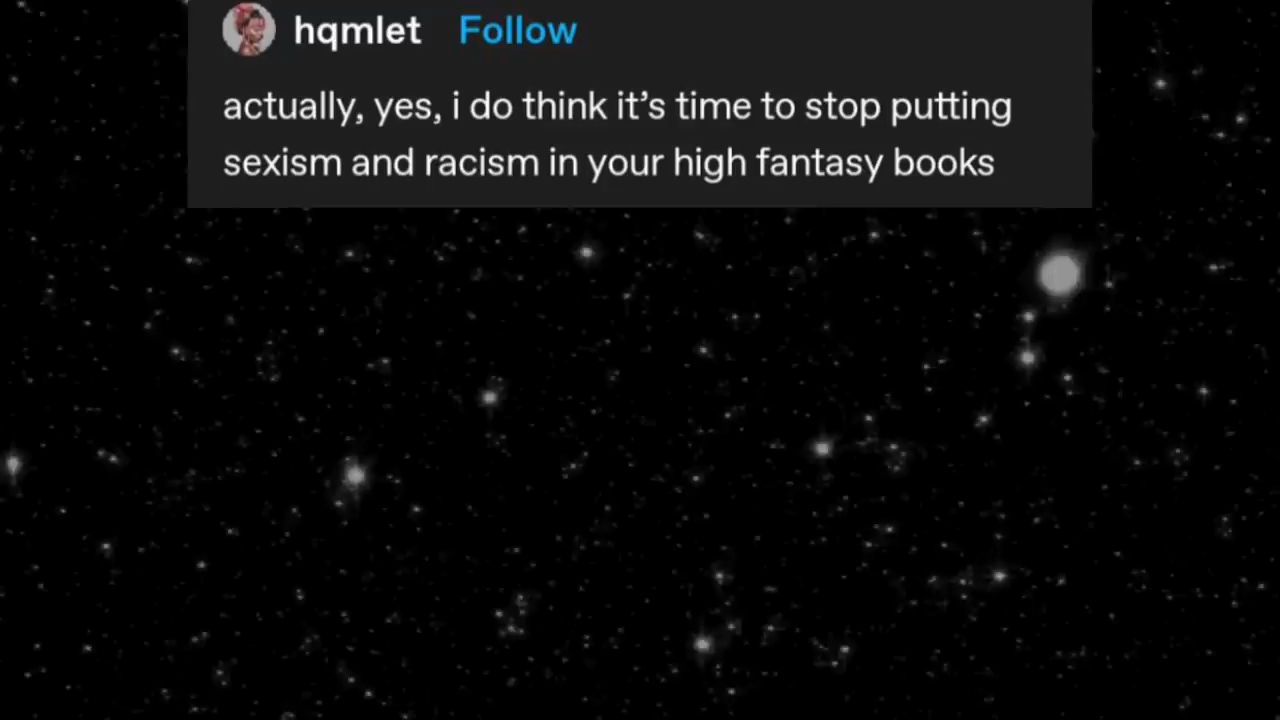 hqmlet Follow
actually, yes, i do think it’s time to stop putting
sexism and racism in your high fantasy books